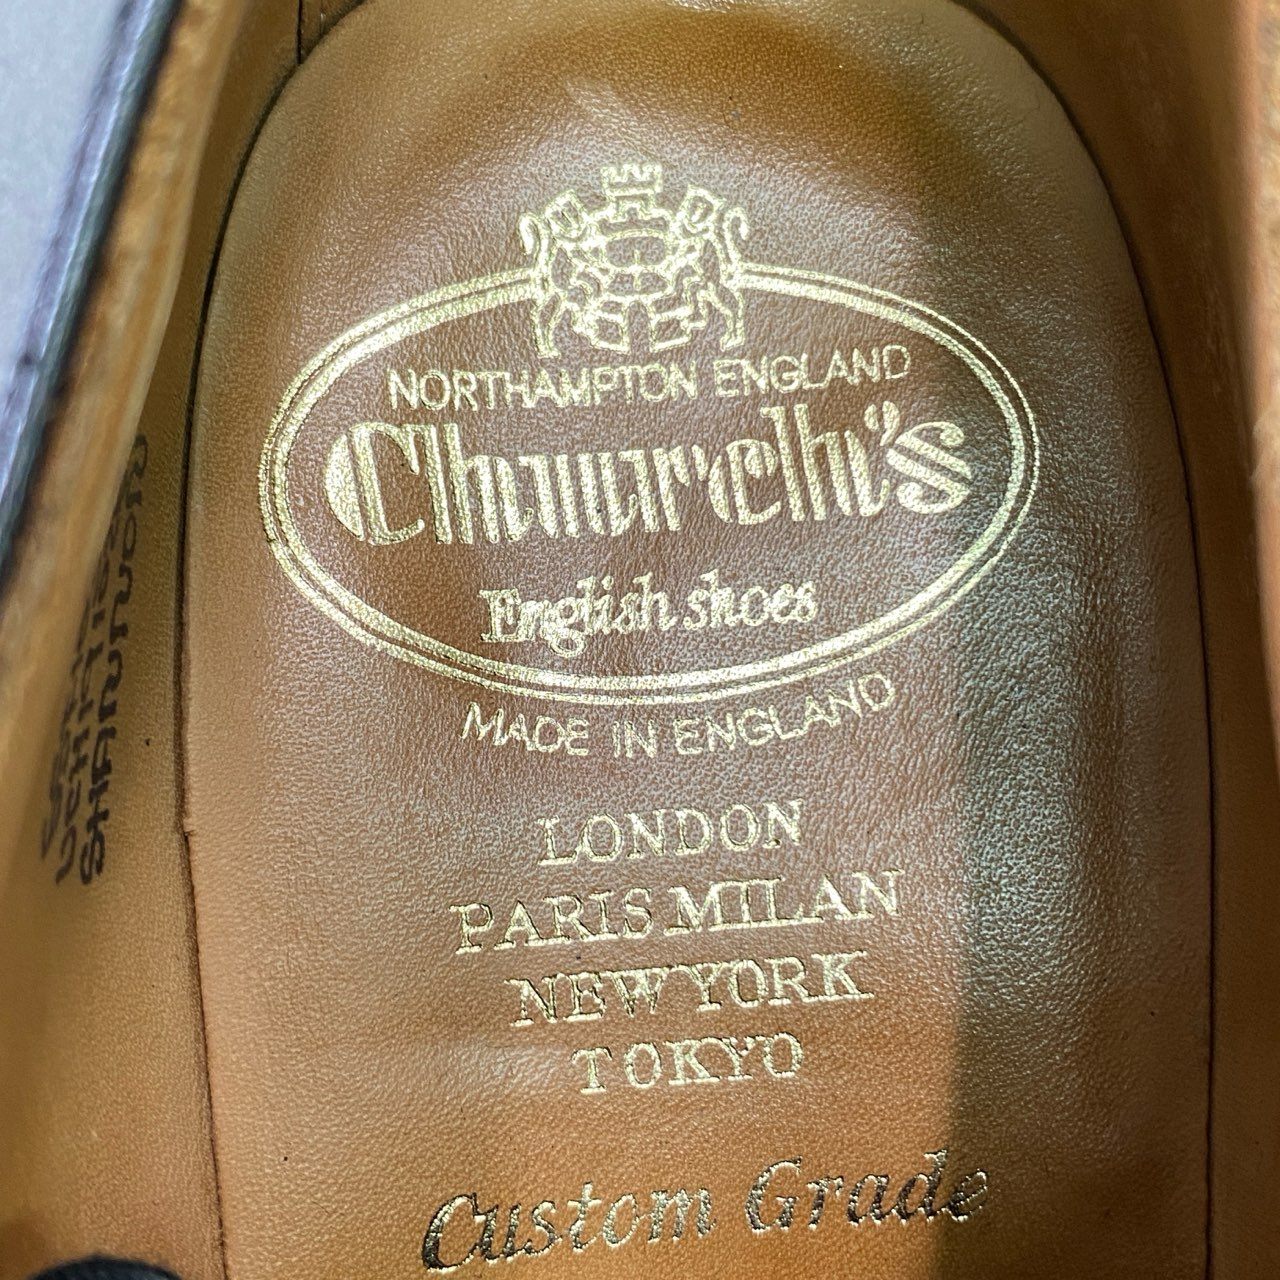 NORTHAMPTON ENGLAND
Church's
English shoes
MADE IN ENGLAND
LONDON
PARIS MILAN
NEW YORK
TOKYO
Custom Grade